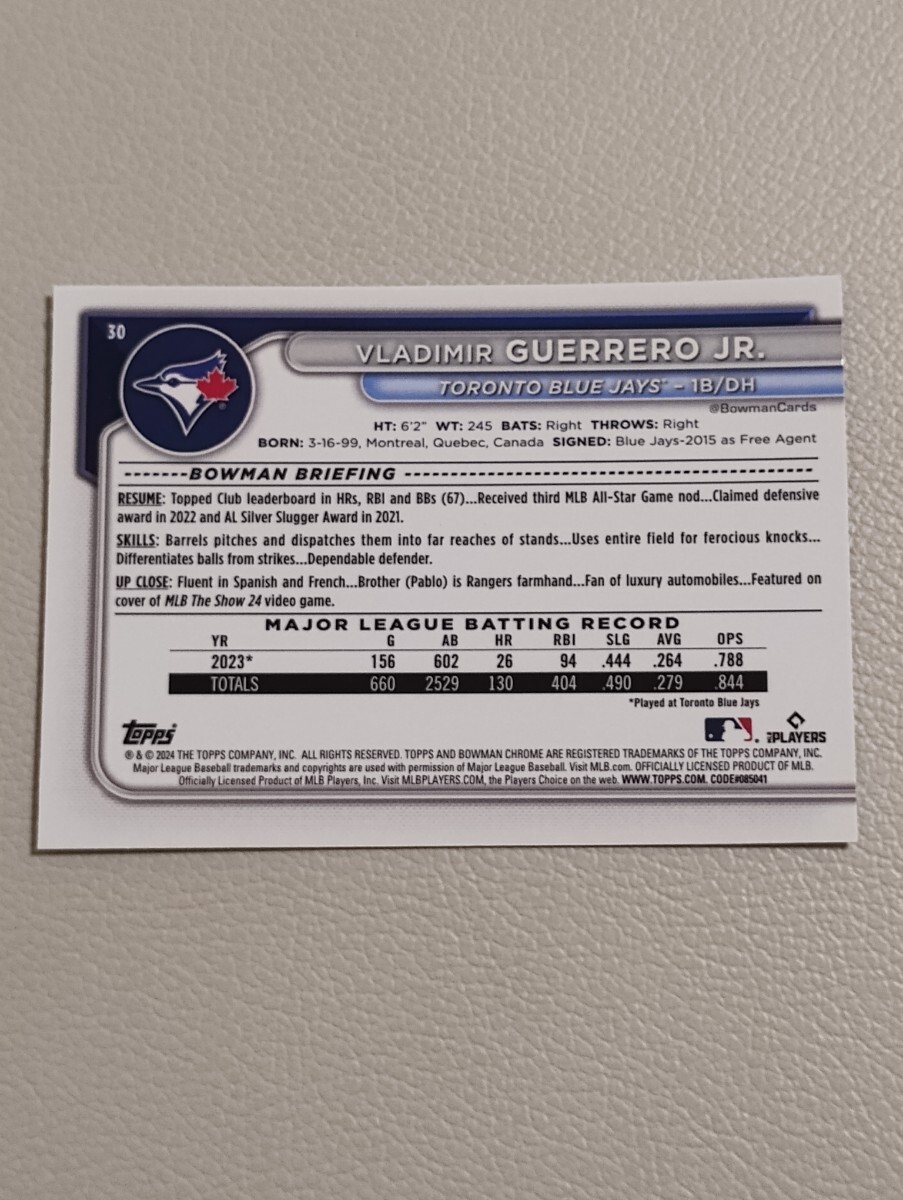 30
VLADIMIR GUERRERO JR.
TORONTO BLUE JAYS™ – 1B/DH
@BowmanCards
HT: 6'2" WT: 245 BATS: Right THROWS: Right
BORN: 3-16-99, Montreal, Quebec, Canada SIGNED: Blue Jays-2015 as Free Agent
BOWMAN BRIEFING
RESUME: Topped Club leaderboard in HRs, RBI and BBs (67)...Received third MLB All-Star Game nod...Claimed defensive
award in 2022 and AL Silver Slugger Award in 2021.
SKILLS: Barrels pitches and dispatches them into far reaches of stands...Uses entire field for ferocious knocks...
Differentiates balls from strikes...Dependable defender.
UP CLOSE: Fluent in Spanish and French...Brother (Pablo) is Rangers farmhand...Fan of luxury automobiles...Featured on
cover of MLB The Show 24 video game.
MAJOR LEAGUE BATTING RECORD
YR G AB HR RBI SLG AVG OPS
2023* 156 602 26 94 .444 .264 .788
TOTALS 660 2529 130 404 .490 .279 .844
*Played at Toronto Blue Jays
Topps®
MLB PLAYERS
® & © 2024 THE TOPPS COMPANY, INC. ALL RIGHTS RESERVED. TOPPS AND BOWMAN CHROME ARE REGISTERED TRADEMARKS OF THE TOPPS COMPANY, INC.
Major League Baseball trademarks and copyrights are used with permission of Major League Baseball. Visit MLB.com. OFFICIALLY LICENSED PRODUCT OF MLB.
Officially Licensed Product of MLB Players, Inc. Visit MLBPLAYERS.COM, the Players Choice on the web. WWW.TOPPS.COM. CODE#085041